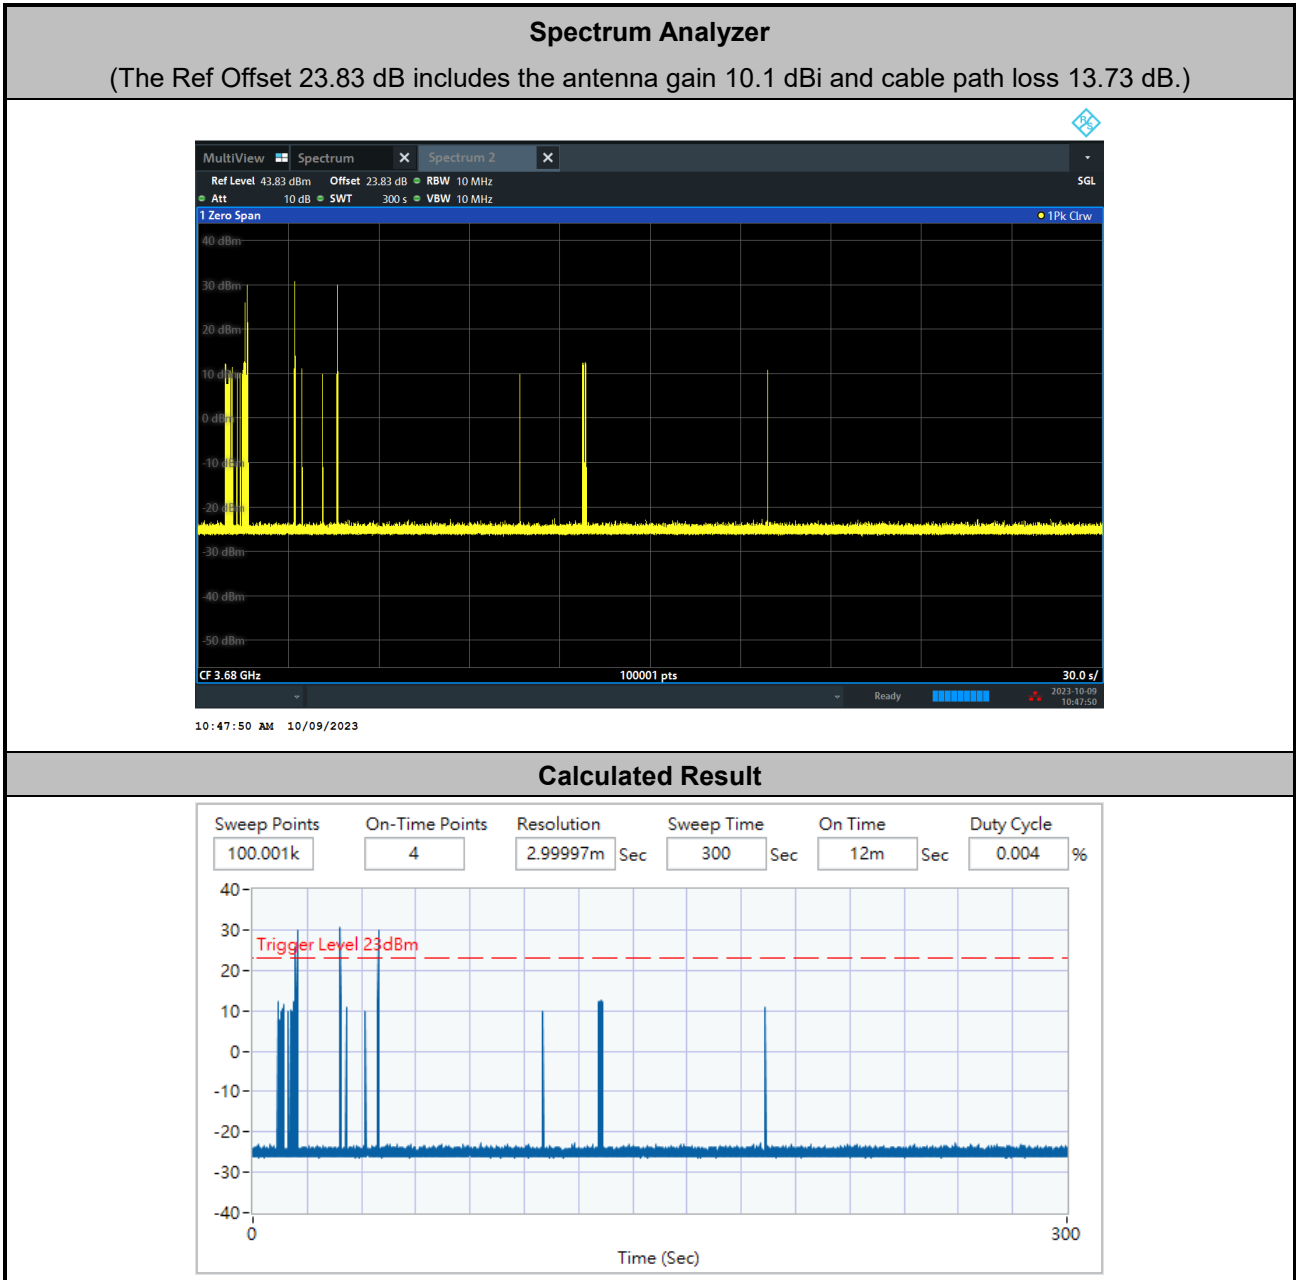 Spectrum Analyzer
(The Ref Offset 23.83 dB includes the antenna gain 10.1 dBi and cable path loss 13.73 dB.)
R&S
MultiView Spectrum X Spectrum 2 X
Ref Level 43.83 dBm Offset 23.83 dB RBW 10 MHz SGL
Att 10 dB SWT 300 s VBW 10 MHz
1 Zero Span 1Pk Clrw
40 dBm
30 dBm
20 dBm
10 dBm
0 dBm
-10 dBm
-20 dBm
-30 dBm
-40 dBm
-50 dBm
CF 3.68 GHz 100001 pts 30.0 s/
Ready 2023-10-09
10:47:50
10:47:50 AM 10/09/2023
Calculated Result
Sweep Points On-Time Points Resolution Sweep Time On Time Duty Cycle
100.001k 4 2.99997m Sec 300 Sec 12m Sec 0.004 %
40
30
Trigger Level 23dBm
20
10
0
-10
-20
-30
-40
0 300
Time (Sec)